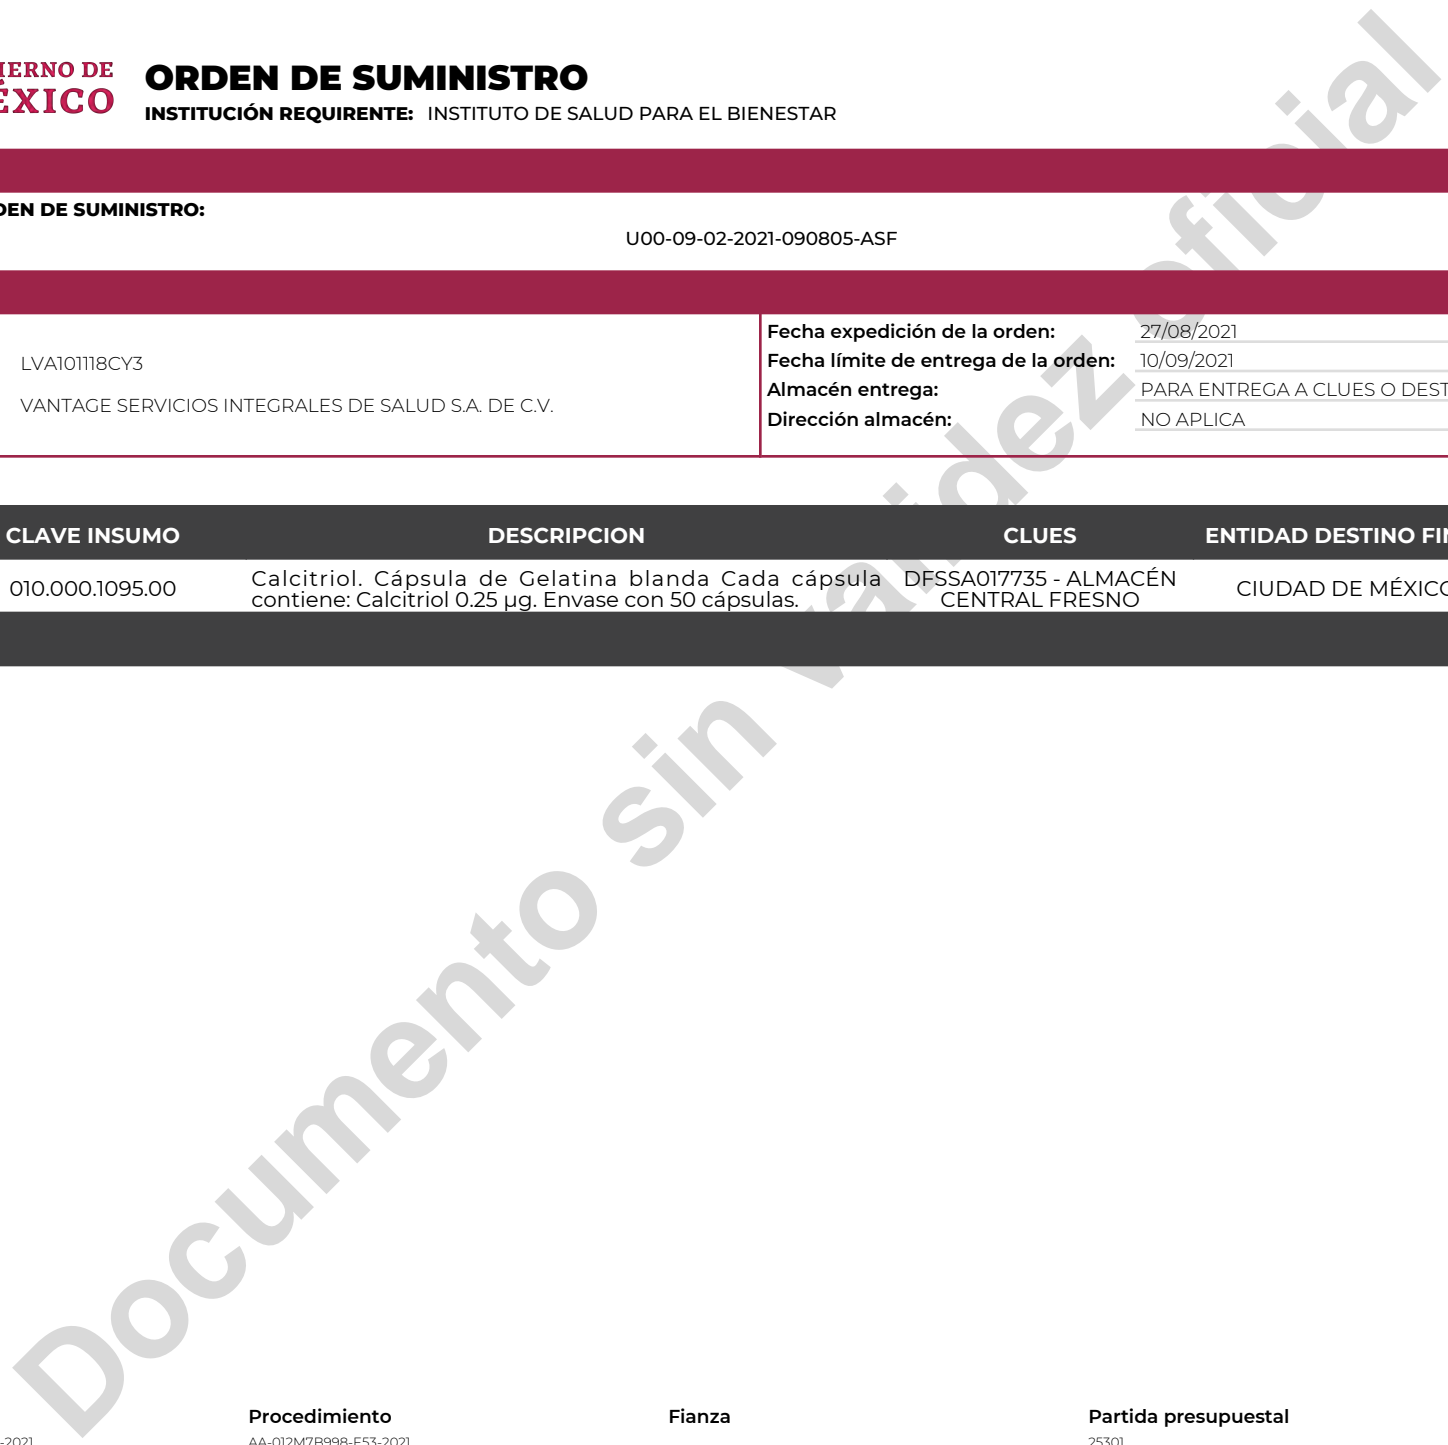 ORDEN DE SUMINISTRO
INSTITUCIÓN REQUIRENTE: INSTITUTO DE SALUD PARA EL BIENESTAR
IERNO DE
ÉXICO
DEN DE SUMINISTRO:
U00-09-02-2021-090805-ASF
LVA101118CY3
VANTAGE SERVICIOS INTEGRALES DE SALUD S.A. DE C.V.
Fecha expedición de la orden: 27/08/2021
Fecha límite de entrega de la orden: 10/09/2021
Almacén entrega: PARA ENTREGA A CLUES O DEST
Dirección almacén: NO APLICA
CLAVE INSUMO DESCRIPCION CLUES ENTIDAD DESTINO FIN
010.000.1095.00
Calcitriol. Cápsula de Gelatina blanda Cada cápsula
contiene: Calcitriol 0.25 µg. Envase con 50 cápsulas.
DFSSA017735 - ALMACÉN
CENTRAL FRESNO
CIUDAD DE MÉXICO
Documento sin validez oficial
Procedimiento Fianza Partida presupuestal
-2021 AA-012M7B998-E53-2021 25301